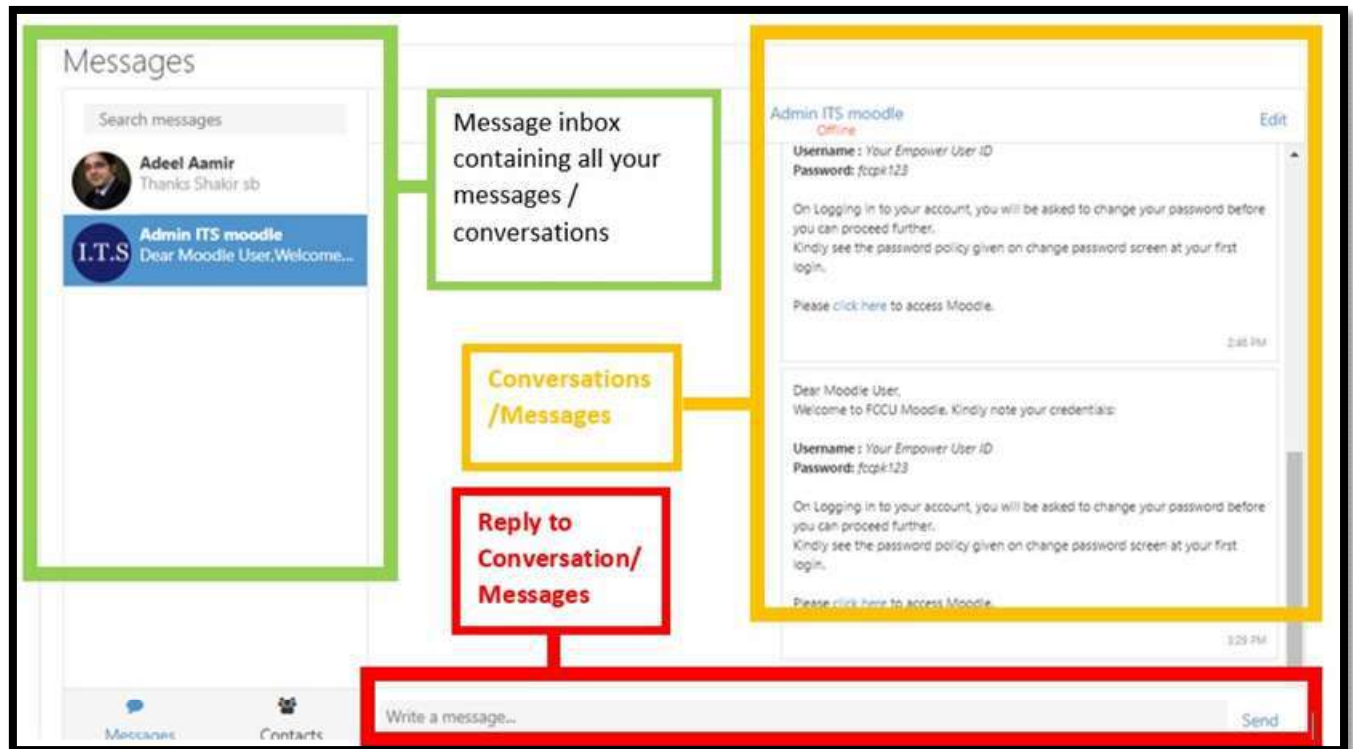 Messages
Search messages
Adeel Aamir
Thanks Shakir sb
I.T.S
Admin ITS moodle
Dear Moodle User,Welcome...
Messages
Contacts
Message inbox
containing all your
messages /
conversations
Conversations
/Messages
Reply to
Conversation/
Messages
Admin ITS moodle
Offline
Edit
Username : Your Empower User ID
Password: fccpk123
On Logging in to your account, you will be asked to change your password before
you can proceed further.
Kindly see the password policy given on change password screen at your first
login.
Please click here to access Moodle.
2:46 PM
Dear Moodle User,
Welcome to FCCU Moodle. Kindly note your credentials:
Username : Your Empower User ID
Password: fccpk123
On Logging in to your account, you will be asked to change your password before
you can proceed further.
Kindly see the password policy given on change password screen at your first
login.
Please click here to access Moodle.
3:29 PM
Write a message...
Send